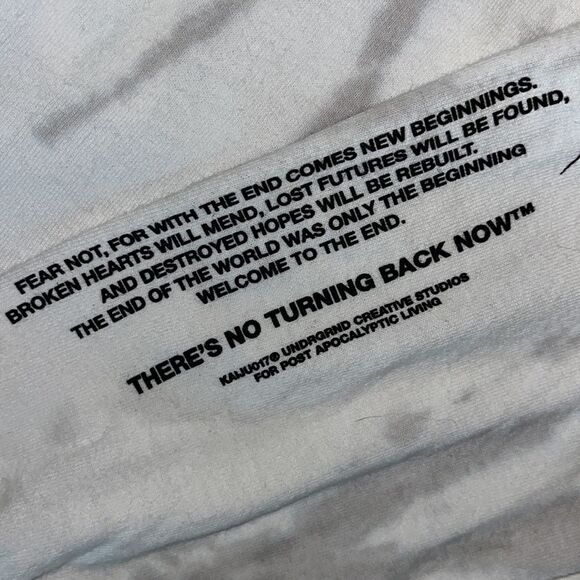 FEAR NOT, FOR WITH THE END COMES NEW BEGINNINGS.
BROKEN HEARTS WILL MEND, LOST FUTURES WILL BE FOUND,
AND DESTROYED HOPES WILL BE REBUILT.
THE END OF THE WORLD WAS ONLY THE BEGINNING
WELCOME TO THE END.
THERE'S NO TURNING BACK NOW™
KAIJU017® UNDRGRND CREATIVE STUDIOS
FOR POST APOCALYPTIC LIVING